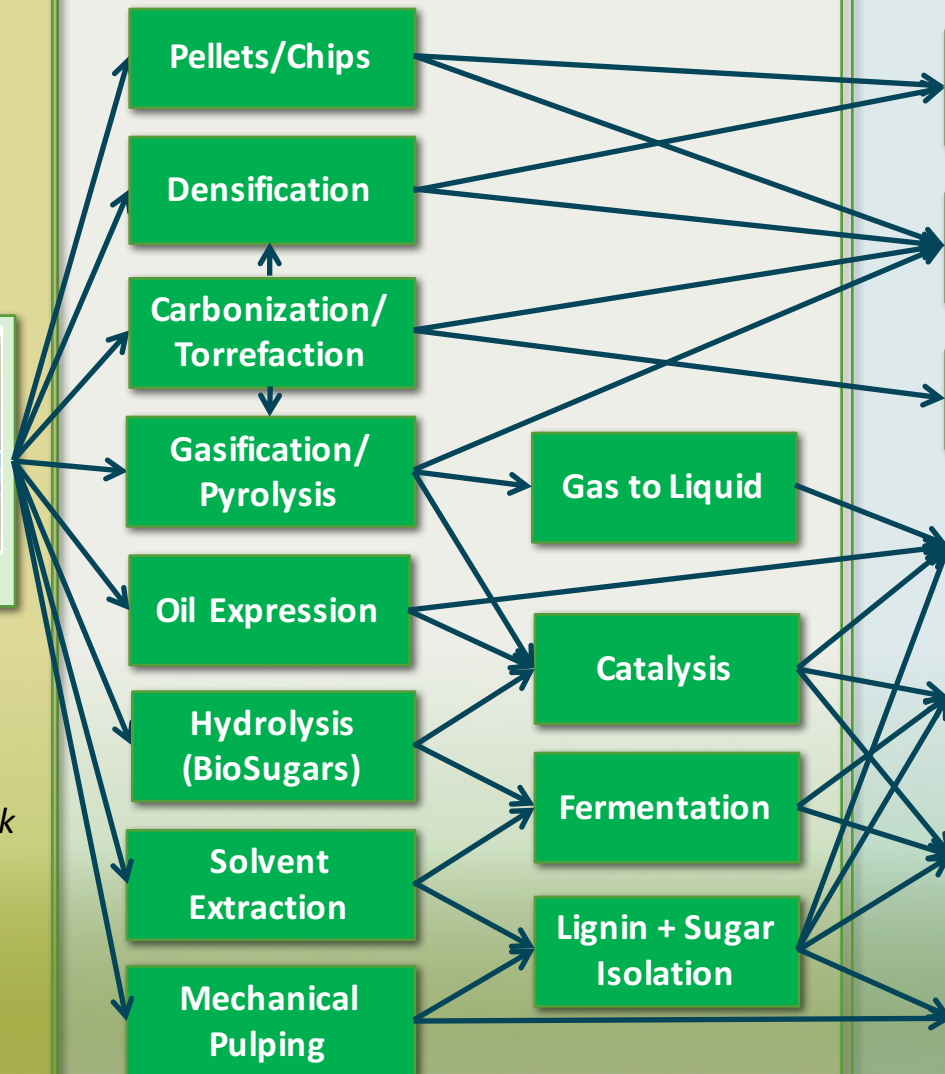 Pellets/Chips
Densification
Carbonization/
Torrefaction
Gasification/
Pyrolysis
Gas to Liquid
Oil Expression
Catalysis
Hydrolysis
(BioSugars)
Fermentation
k
Solvent
Extraction
Lignin + Sugar
Isolation
Mechanical
Pulping